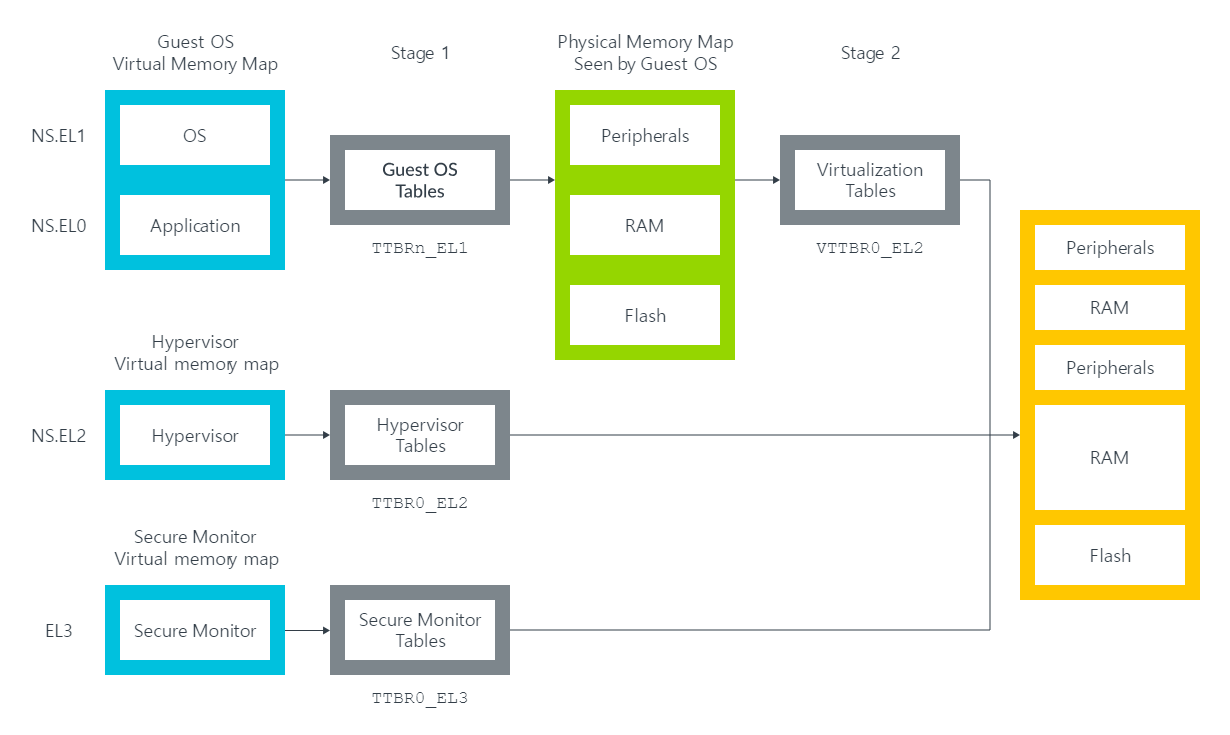 Guest OS
Virtual Memory Map
Stage 1
Physical Memory Map
Seen by Guest OS
Stage 2
NS.EL1
OS
NS.EL0
Application
Guest OS
Tables
TTBRn_EL1
Peripherals
RAM
Flash
Virtualization
Tables
VTTBR0_EL2
Peripherals
RAM
Peripherals
RAM
Flash
Hypervisor
Virtual memory map
NS.EL2
Hypervisor
Hypervisor
Tables
TTBR0_EL2
Secure Monitor
Virtual memory map
EL3
Secure Monitor
Secure Monitor
Tables
TTBR0_EL3